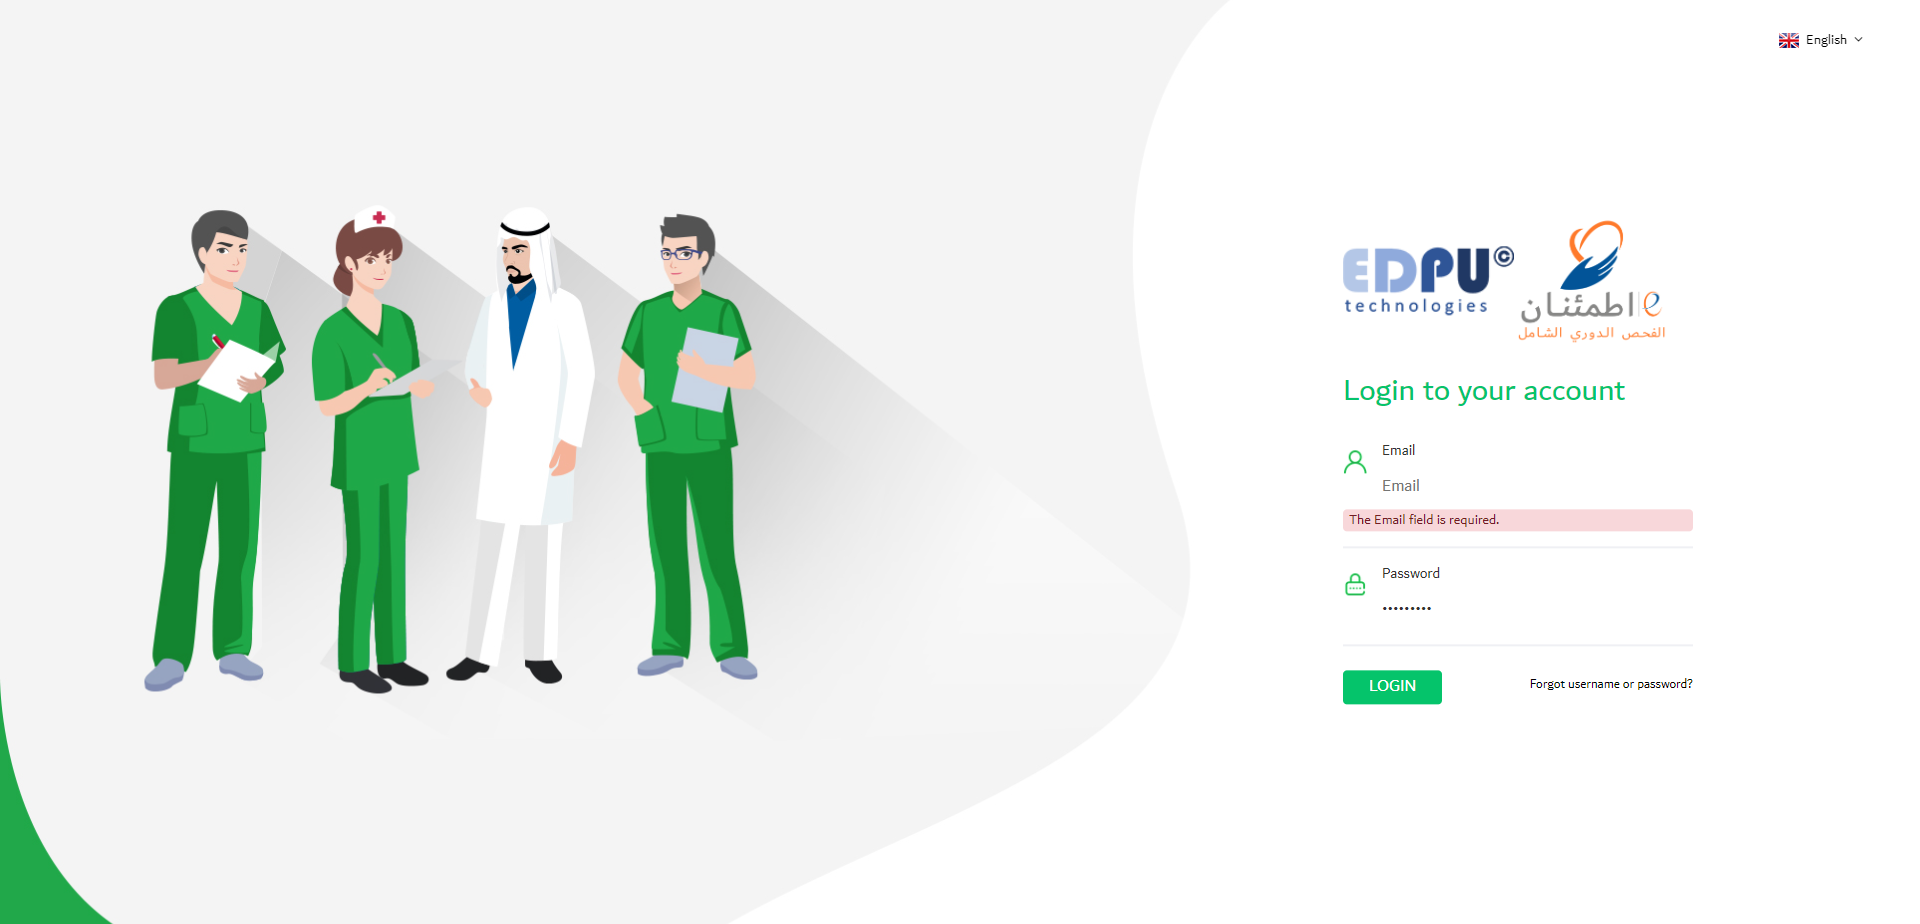 English
EDPU©
technologies
اطمئنان e
الفحص الدوري الشامل
Login to your account
Email
Email
The Email field is required.
Password
•••••••••
LOGIN
Forgot username or password?